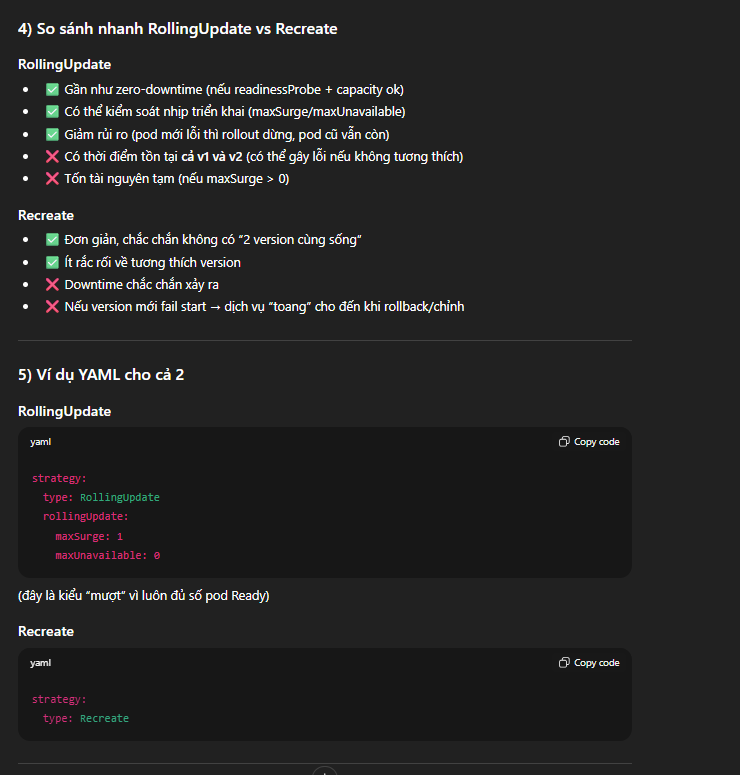 4) So sánh nhanh RollingUpdate vs Recreate
RollingUpdate
• ✅ Gần như zero-downtime (nếu readinessProbe + capacity ok)
• ✅ Có thể kiểm soát nhịp triển khai (maxSurge/maxUnavailable)
• ✅ Giảm rủi ro (pod mới lỗi thì rollout dừng, pod cũ vẫn còn)
• ❌ Có thời điểm tồn tại cả v1 và v2 (có thể gây lỗi nếu không tương thích)
• ❌ Tốn tài nguyên tạm (nếu maxSurge > 0)
Recreate
• ✅ Đơn giản, chắc chắn không có “2 version cùng sống”
• ✅ Ít rắc rối về tương thích version
• ❌ Downtime chắc chắn xảy ra
• ❌ Nếu version mới fail start → dịch vụ “toang” cho đến khi rollback/chỉnh
5) Ví dụ YAML cho cả 2
RollingUpdate
yaml Copy code
strategy:
  type: RollingUpdate
  rollingUpdate:
    maxSurge: 1
    maxUnavailable: 0
(đây là kiểu “mượt” vì luôn đủ số pod Ready)
Recreate
yaml Copy code
strategy:
  type: Recreate